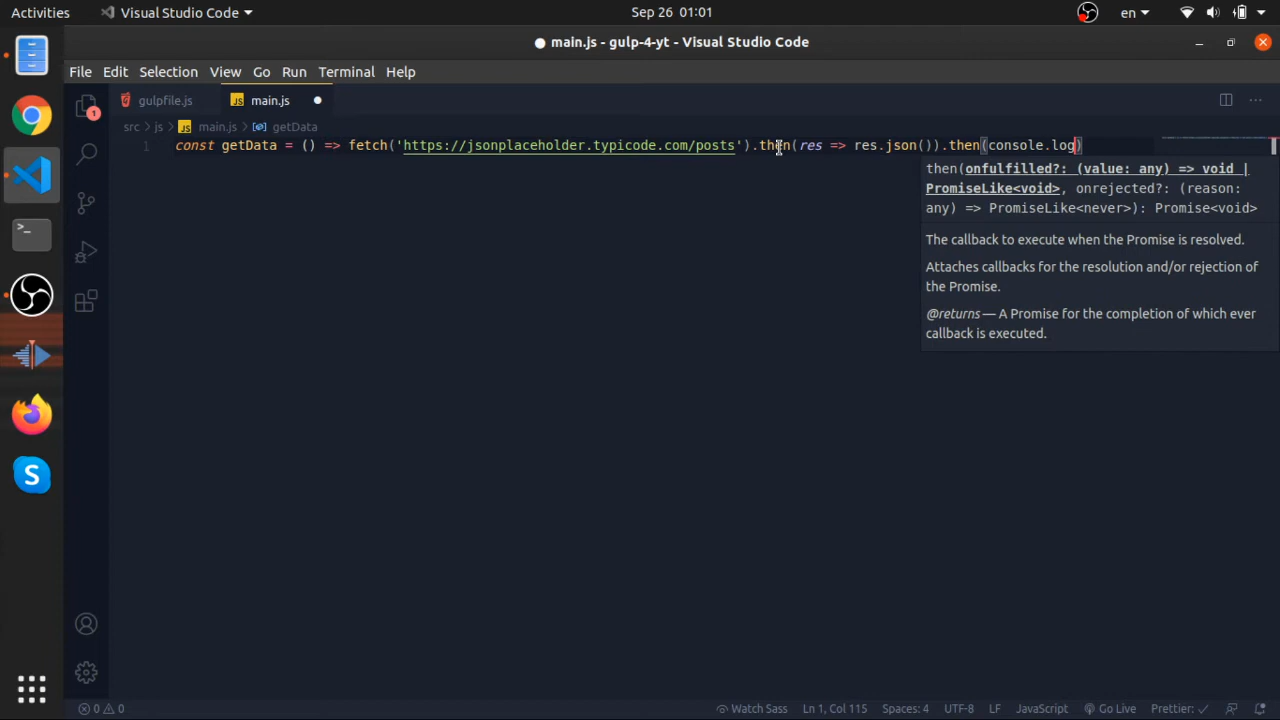 Activities
Visual Studio Code
Sep 26 01:01
en
main.js - gulp-4-yt - Visual Studio Code
File Edit Selection View Go Run Terminal Help
gulpfile.js
JS main.js
src › js › JS main.js › getData
1 const getData = () => fetch('https://jsonplaceholder.typicode.com/posts').then(res => res.json()).then(console.log)
then(onfulfilled?: (value: any) => void |
PromiseLike<void>, onrejected?: (reason:
any) => PromiseLike<never>): Promise<void>
The callback to execute when the Promise is resolved.
Attaches callbacks for the resolution and/or rejection of
the Promise.
@returns — A Promise for the completion of which ever
callback is executed.
1
S
0 0
Watch Sass
Ln 1, Col 115
Spaces: 4
UTF-8
LF
JavaScript
Go Live
Prettier: ✓